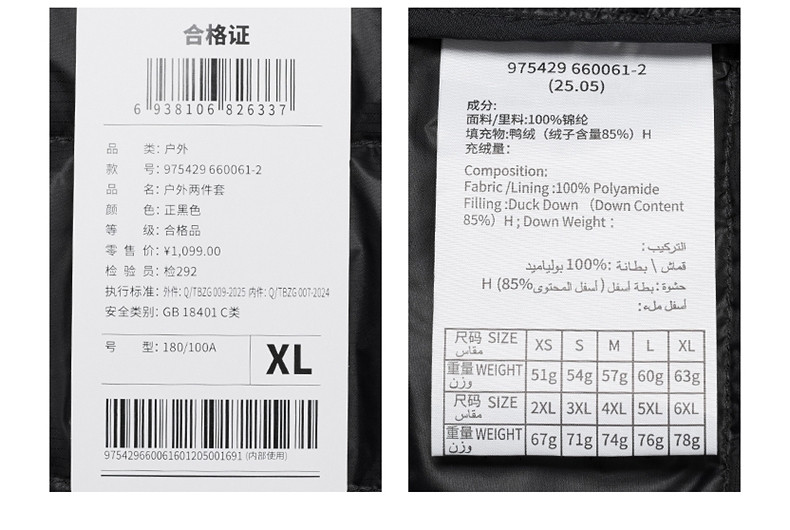 合格证
6 938106 826337
品 类: 户外
款 号: 975429 660061-2
品 名: 户外两件套
颜 色: 正黑色
等 级: 合格品
零 售 价: ¥1,099.00
检 验 员: 检292
执行标准: 外件: Q/TBZG 009-2025 内件: Q/TBZG 007-2024
安全类别: GB 18401 C类
号 型: 180/100A
XL
975429660061601205001691 (内部使用)
975429 660061-2
(25.05)
成分:
面料/里料:100%锦纶
填充物:鸭绒（绒子含量85%）H
充绒量:
Composition:
Fabric /Lining :100% Polyamide
Filling :Duck Down （Down Content
85%）H ; Down Weight :
التركيب:
قماش \ بطانة :100% بولياميد
حشوة: بطة أسفل (أسفل المحتوى85%) H
أسفل ملء:
尺码 SIZE مقاس XS S M L XL
重量 WEIGHT وزن 51g 54g 57g 60g 63g
尺码 SIZE مقاس 2XL 3XL 4XL 5XL 6XL
重量 WEIGHT وزن 67g 71g 74g 76g 78g